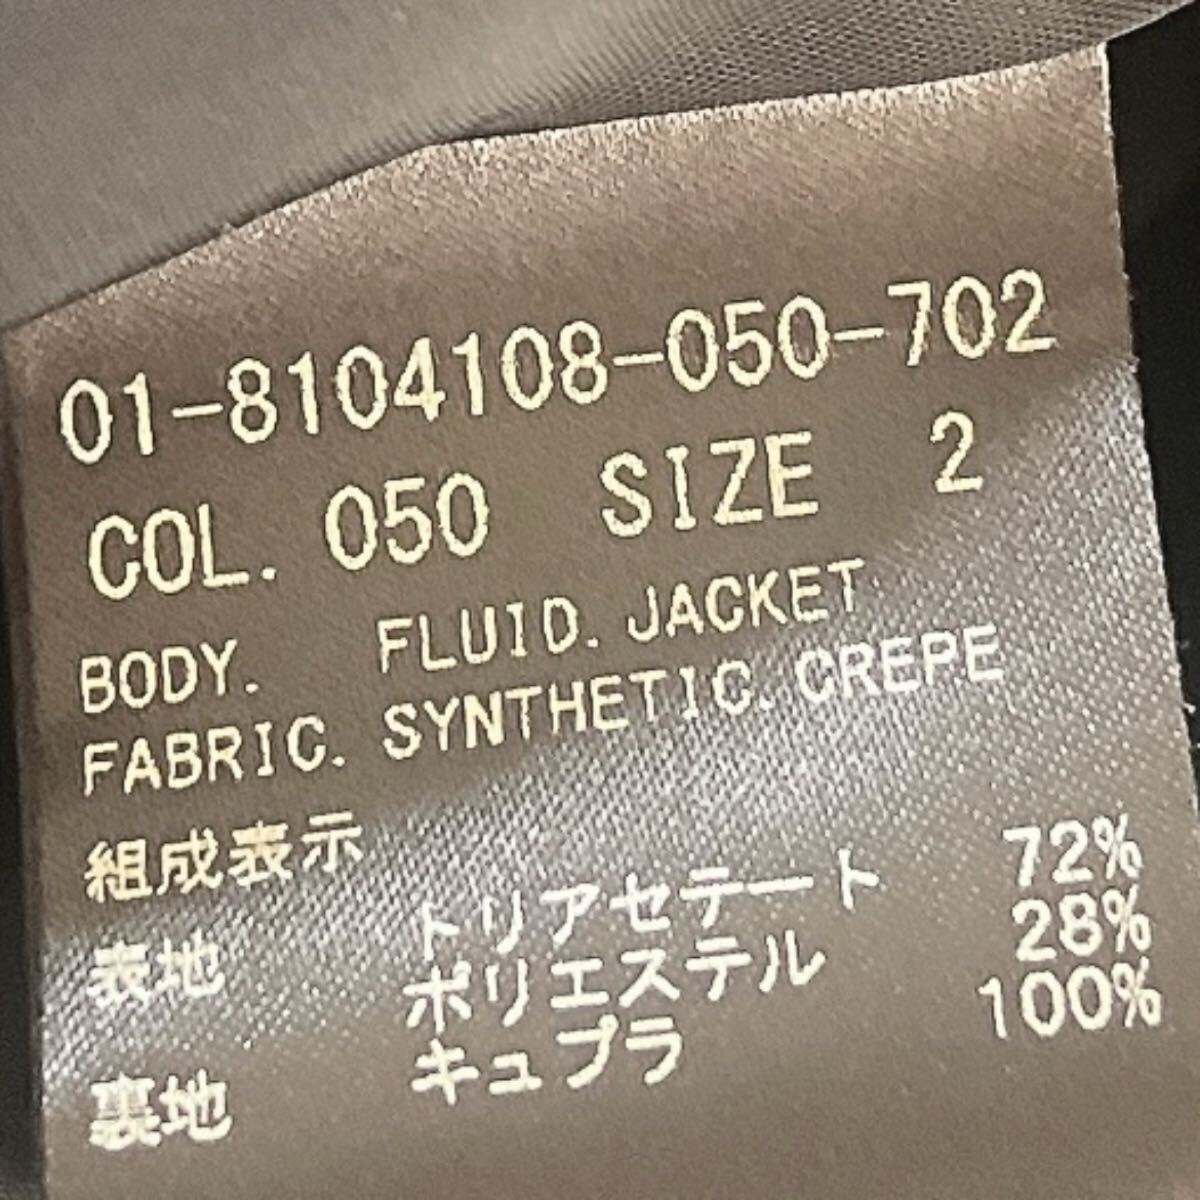 01-8104108-050-702
COL. 050 SIZE 2
BODY. FLUID. JACKET
FABRIC. SYNTHETIC. CREPE
組成表示
表地 トリアセテート 72%
ポリエステル 28%
裏地 キュプラ 100%